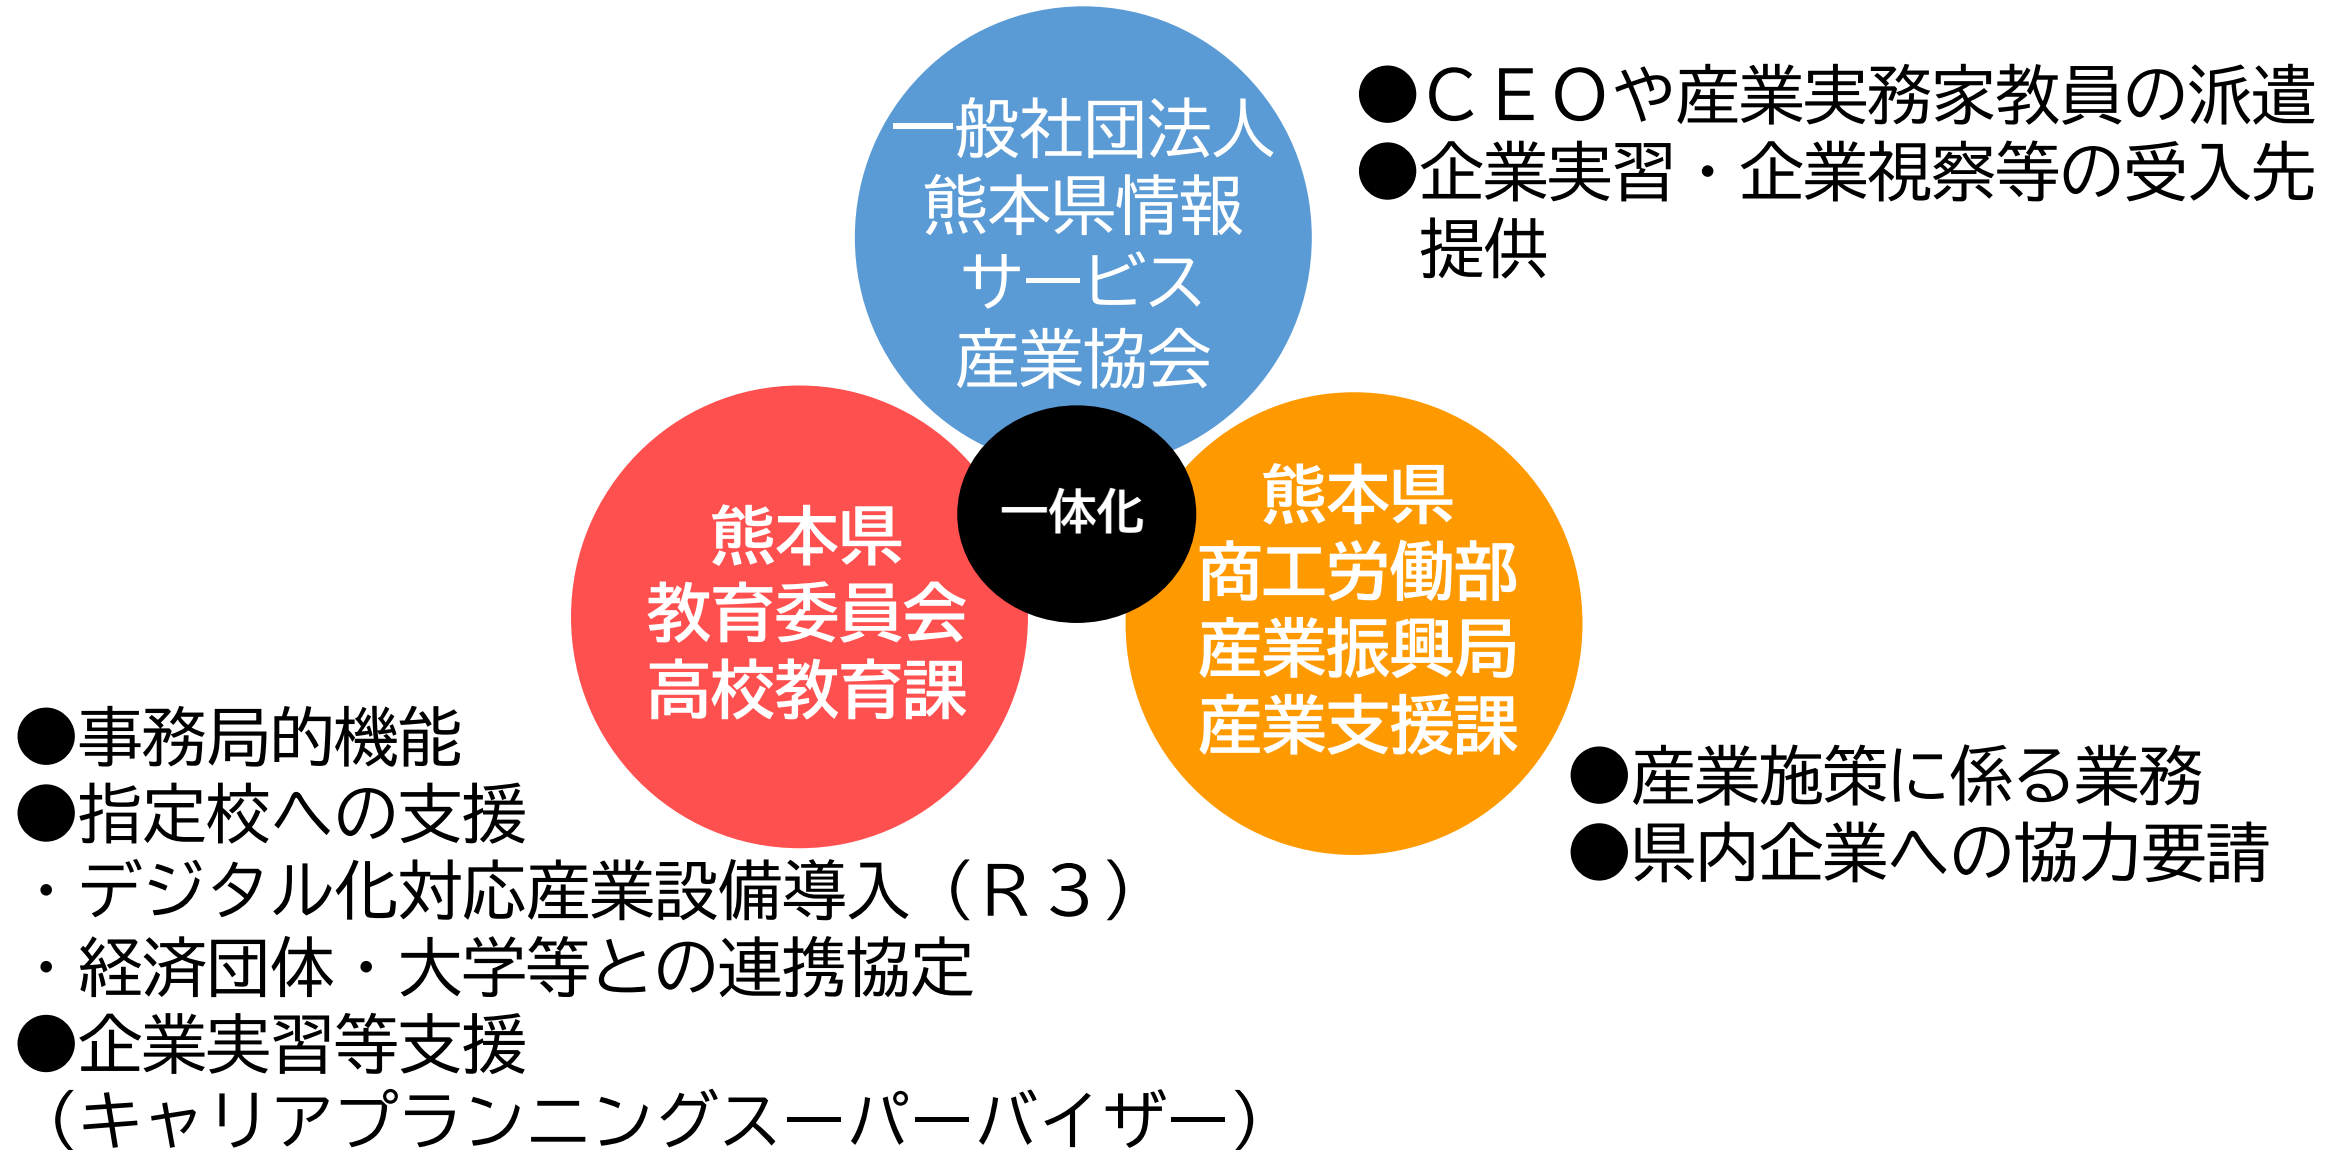 一般社団法人
熊本県情報
サービス
産業協会
●ＣＥＯや産業実務家教員の派遣
●企業実習・企業視察等の受入先
提供
一体化
熊本県
教育委員会
高校教育課
熊本県
商工労働部
産業振興局
産業支援課
●事務局的機能
●指定校への支援
・デジタル化対応産業設備導入（Ｒ３）
・経済団体・大学等との連携協定
●企業実習等支援
（キャリアプランニングスーパーバイザー）
●産業施策に係る業務
●県内企業への協力要請